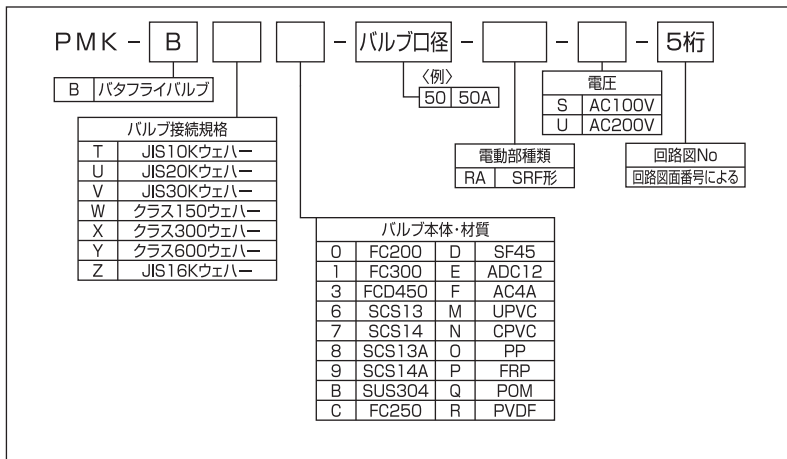 PMK - B - バルブ口径 - - - 5桁
B バタフライバルブ
〈例〉
50 50A
電圧
S AC100V
U AC200V
バルブ接続規格
T JIS10Kウェハー
U JIS20Kウェハー
V JIS30Kウェハー
W クラス150ウェハー
X クラス300ウェハー
Y クラス600ウェハー
Z JIS16Kウェハー
電動部種類
RA SRF形
回路図No
回路図面番号による
バルブ本体・材質
0 FC200 D SF45
1 FC300 E ADC12
3 FCD450 F AC4A
6 SCS13 M UPVC
7 SCS14 N CPVC
8 SCS13A O PP
9 SCS14A P FRP
B SUS304 Q POM
C FC250 R PVDF